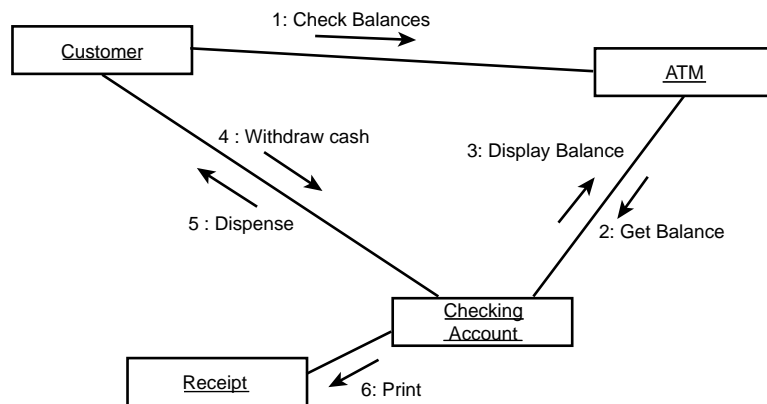 1: Check Balances
Customer
ATM
4 : Withdraw cash
3: Display Balance
5 : Dispense
2: Get Balance
Checking
Account
Receipt
6: Print